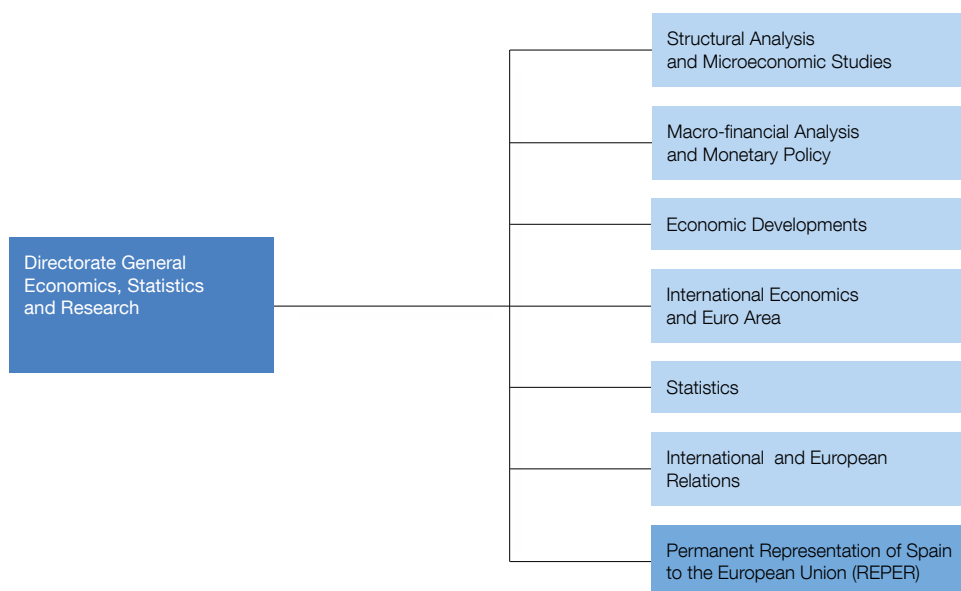 Structural Analysis
and Microeconomic Studies
Macro-financial Analysis
and Monetary Policy
Economic Developments
Directorate General
Economics, Statistics
and Research
International Economics
and Euro Area
Statistics
International and European
Relations
Permanent Representation of Spain
to the European Union (REPER)